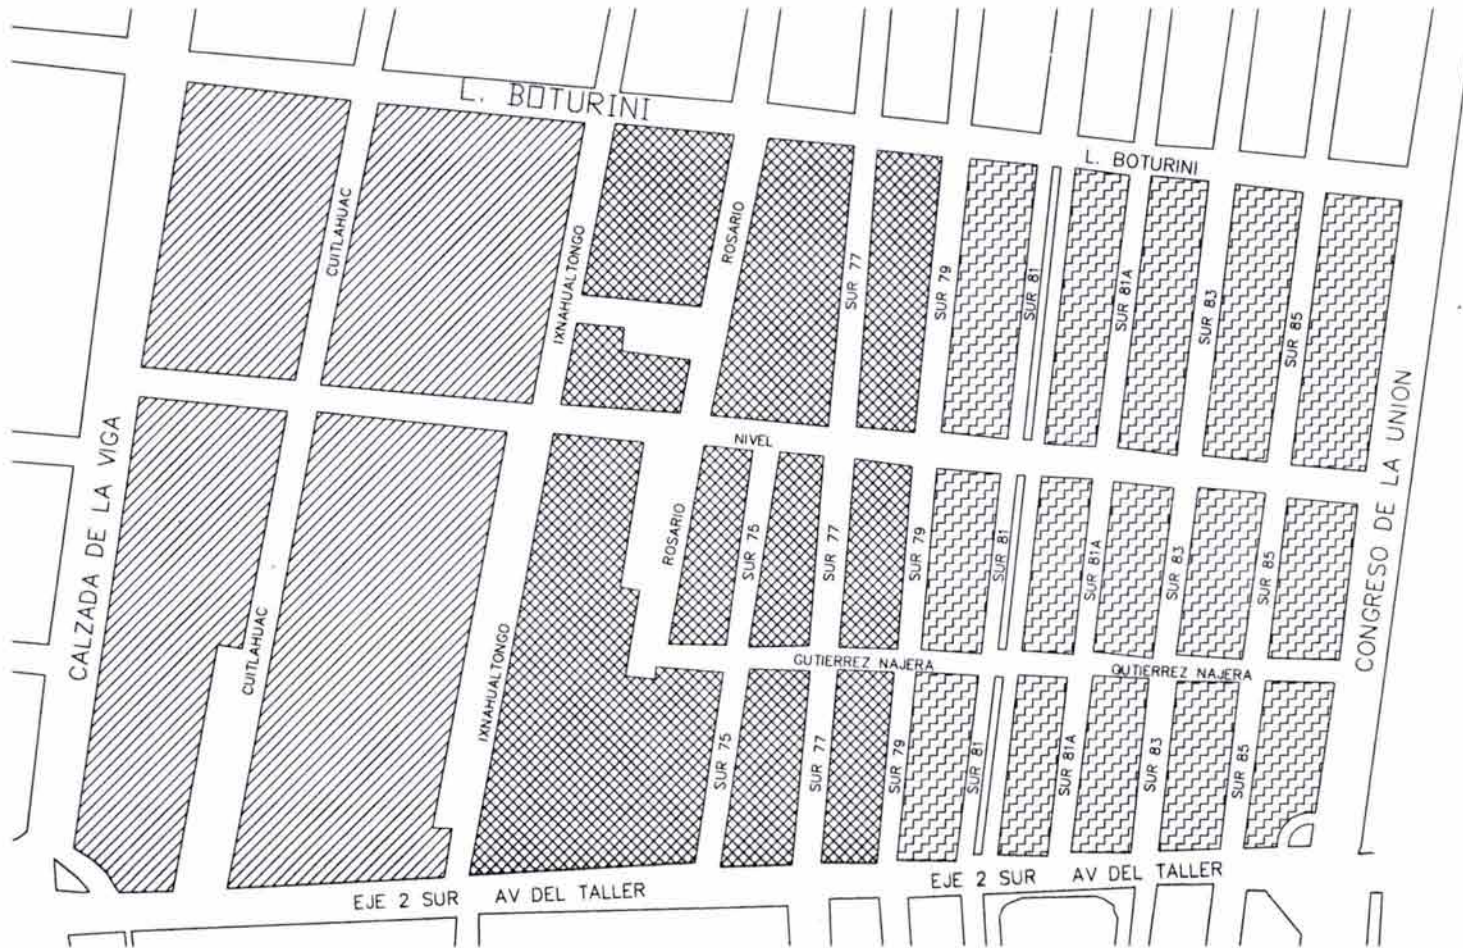 L. BOTURINI
L. BOTURINI
CUITLAHUAC
IXNAHUALTONGO
ROSARIO
SUR 77
SUR 79
SUR 81
SUR 81A
SUR 83
SUR 85
NIVEL
CALZADA DE LA VIGA
CONGRESO DE LA UNION
ROSARIO
SUR 75
SUR 77
SUR 79
SUR 81
SUR 81A
SUR 83
SUR 85
CUITLAHUAC
IXNAHUALTONGO
GUTIERREZ NAJERA
GUTIERREZ NAJERA
SUR 75
SUR 77
SUR 79
SUR 81
SUR 81A
SUR 83
SUR 85
EJE 2 SUR AV DEL TALLER
EJE 2 SUR AV DEL TALLER